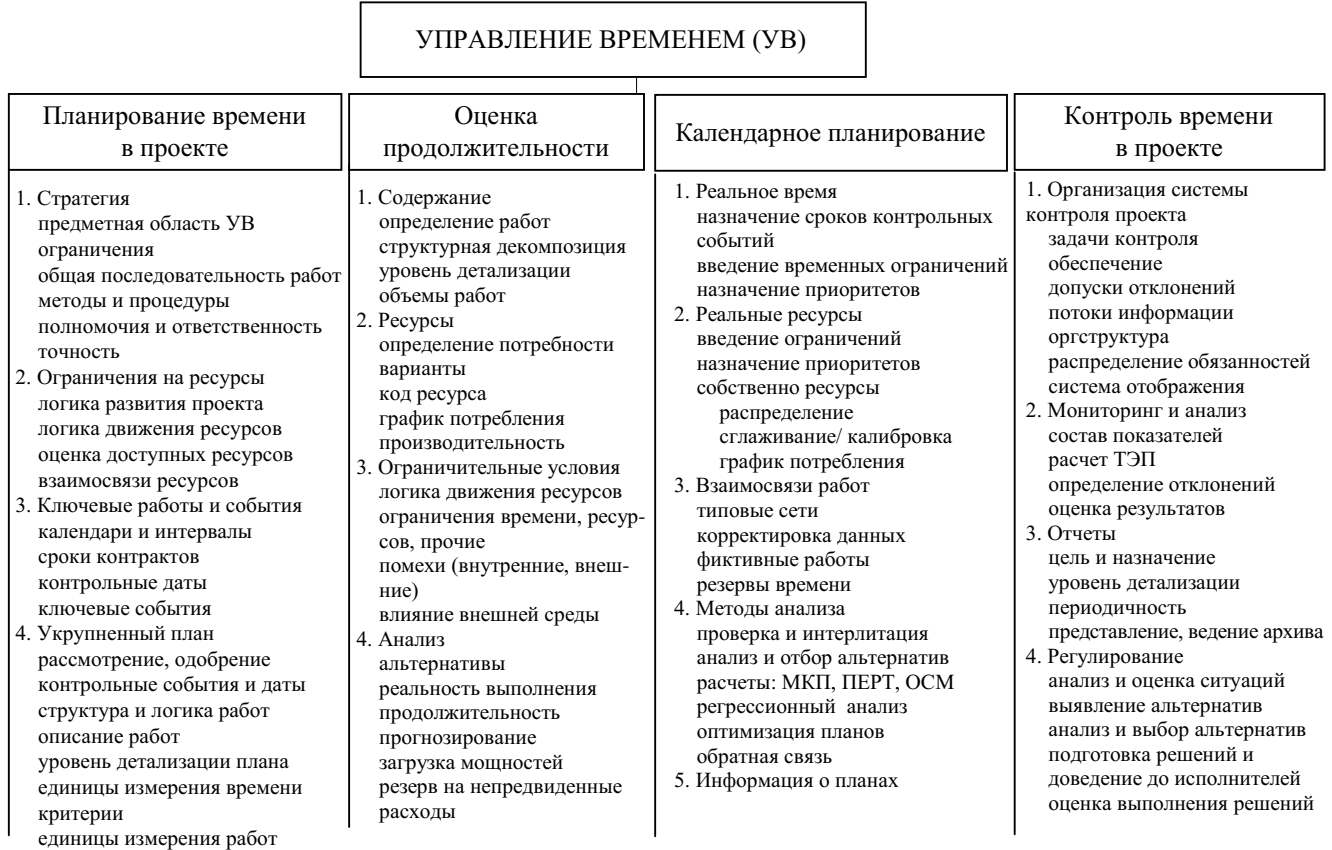 УПРАВЛЕНИЕ ВРЕМЕНЕМ (УВ)
Планирование времени
в проекте
1. Стратегия
предметная область УВ
ограничения
общая последовательность работ
методы и процедуры
полномочия и ответственность
точность
2. Ограничения на ресурсы
логика развития проекта
логика движения ресурсов
оценка доступных ресурсов
взаимосвязи ресурсов
3. Ключевые работы и события
календари и интервалы
сроки контрактов
контрольные даты
ключевые события
4. Укрупненный план
рассмотрение, одобрение
контрольные события и даты
структура и логика работ
описание работ
уровень детализации плана
единицы измерения времени
критерии
единицы измерения работ
Оценка
продолжительности
1. Содержание
определение работ
структурная декомпозиция
уровень детализации
объемы работ
2. Ресурсы
определение потребности
варианты
код ресурса
график потребления
производительность
3. Ограничительные условия
логика движения ресурсов
ограничения времени, ресур-
сов, прочие
помехи (внутренние, внеш-
ние)
влияние внешней среды
4. Анализ
альтернативы
реальность выполнения
продолжительность
прогнозирование
загрузка мощностей
резерв на непредвиденные
расходы
Календарное планирование
1. Реальное время
назначение сроков контрольных
событий
введение временных ограничений
назначение приоритетов
2. Реальные ресурсы
введение ограничений
назначение приоритетов
собственно ресурсы
распределение
сглаживание/ калибровка
график потребления
3. Взаимосвязи работ
типовые сети
корректировка данных
фиктивные работы
резервы времени
4. Методы анализа
проверка и интерлитация
анализ и отбор альтернатив
расчеты: МКП, ПЕРТ, ОСМ
регрессионный анализ
оптимизация планов
обратная связь
5. Информация о планах
Контроль времени
в проекте
1. Организация системы
контроля проекта
задачи контроля
обеспечение
допуски отклонений
потоки информации
оргструктура
распределение обязанностей
система отображения
2. Мониторинг и анализ
состав показателей
расчет ТЭП
определение отклонений
оценка результатов
3. Отчеты
цель и назначение
уровень детализации
периодичность
представление, ведение архива
4. Регулирование
анализ и оценка ситуаций
выявление альтернатив
анализ и выбор альтернатив
подготовка решений и
доведение до исполнителей
оценка выполнения решений